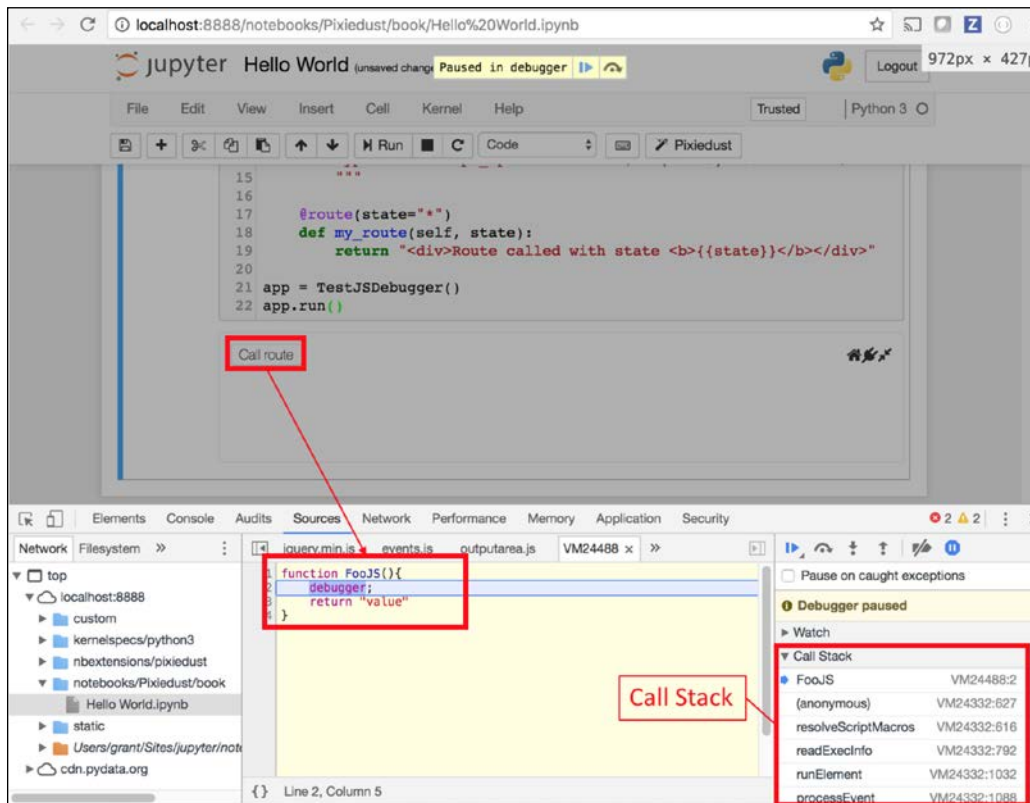 localhost:8888/notebooks/Pixiedust/book/Hello%20World.ipynb
Z
jupyter Hello World (unsaved change
Paused in debugger
Logout
972px × 427p
File Edit View Insert Cell Kernel Help
Trusted
Python 3
Run
C
Code
Pixiedust
15 """
16
17 @route(state="*")
18 def my_route(self, state):
19 return "<div>Route called with state <b>{{state}}</b></div>"
20
21 app = TestJSDebugger()
22 app.run()
Call route
Elements Console Audits Sources Network Performance Memory Application Security
2 2
Network Filesystem »
jquery.min.js events.js outputarea.js VM24488 × »
top
localhost:8888
custom
kernelspecs/python3
nbextensions/pixiedust
notebooks/Pixiedust/book
Hello World.ipynb
static
Users/grant/Sites/jupyter/note
cdn.pydata.org
1 function FooJS(){
2 debugger;
3 return "value"
4 }
{} Line 2, Column 5
Call Stack
Pause on caught exceptions
Debugger paused
Watch
Call Stack
FooJS VM24488:2
(anonymous) VM24332:627
resolveScriptMacros VM24332:616
readExecInfo VM24332:792
runElement VM24332:1032
processEvent VM24332:1088